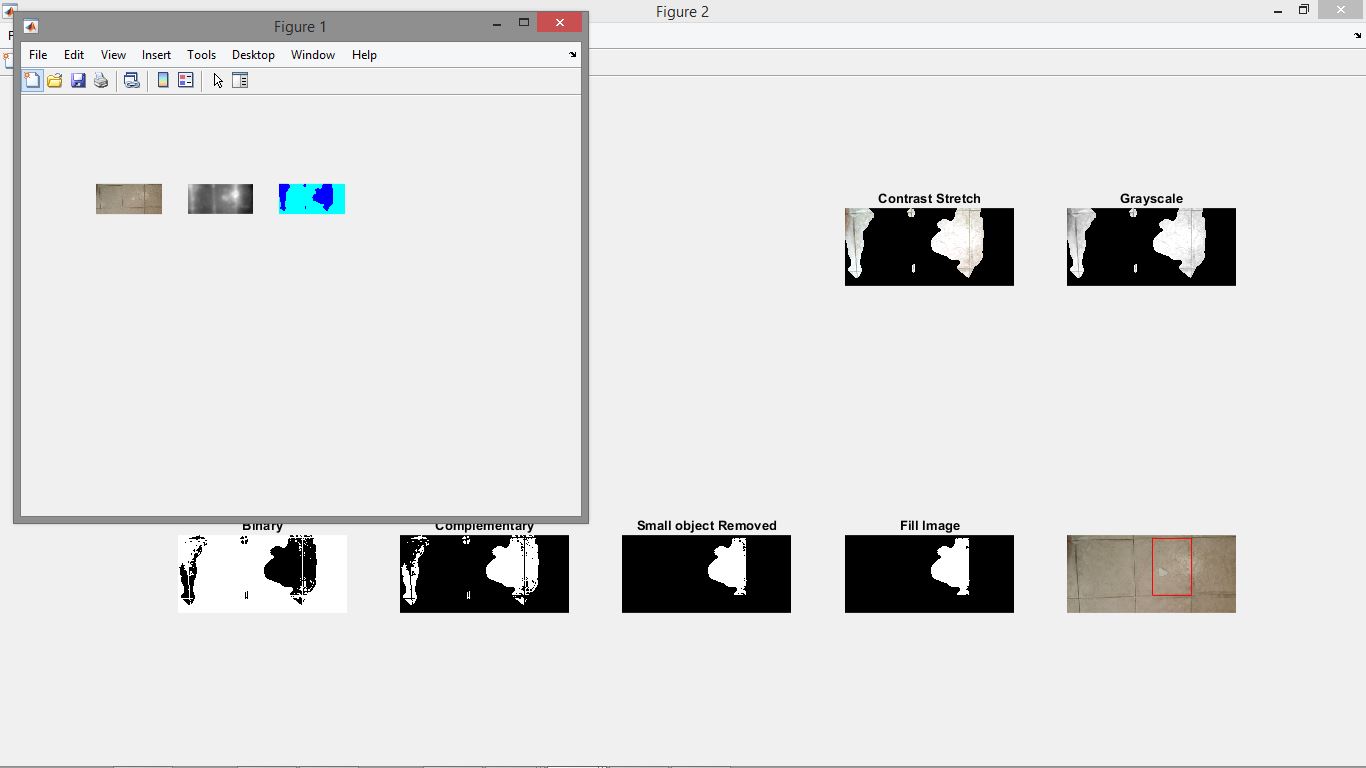 Figure 2
Figure 1
File Edit View Insert Tools Desktop Window Help
Contrast Stretch Grayscale
Binary Complementary Small object Removed Fill Image